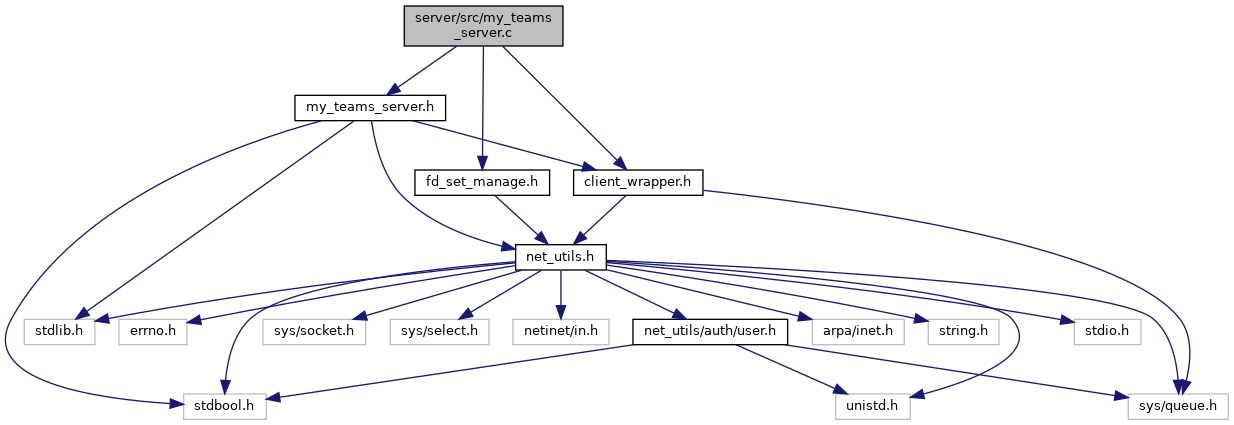 server/src/my_teams
_server.c
my_teams_server.h
fd_set_manage.h
client_wrapper.h
net_utils.h
stdlib.h
errno.h
sys/socket.h
sys/select.h
netinet/in.h
net_utils/auth/user.h
arpa/inet.h
string.h
stdio.h
stdbool.h
unistd.h
sys/queue.h